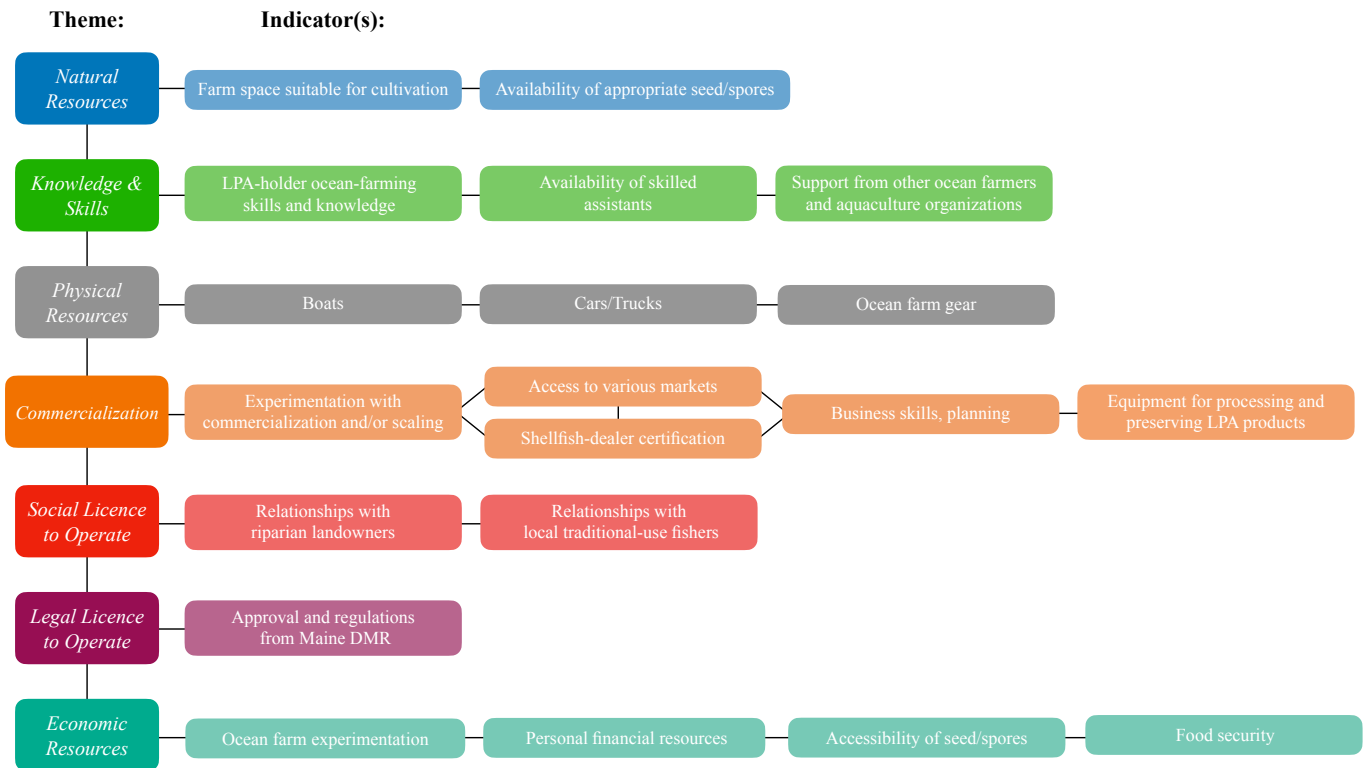 Theme: Indicator(s):
Natural
Resources
Farm space suitable for cultivation
Availability of appropriate seed/spores
Knowledge &
Skills
LPA-holder ocean-farming
skills and knowledge
Availability of skilled
assistants
Support from other ocean farmers
and aquaculture organizations
Physical
Resources
Boats
Cars/Trucks
Ocean farm gear
Commercialization
Experimentation with
commercialization and/or scaling
Access to various markets
Shellfish-dealer certification
Business skills, planning
Equipment for processing and
preserving LPA products
Social Licence
to Operate
Relationships with
riparian landowners
Relationships with
local traditional-use fishers
Legal Licence
to Operate
Approval and regulations
from Maine DMR
Economic
Resources
Ocean farm experimentation
Personal financial resources
Accessibility of seed/spores
Food security